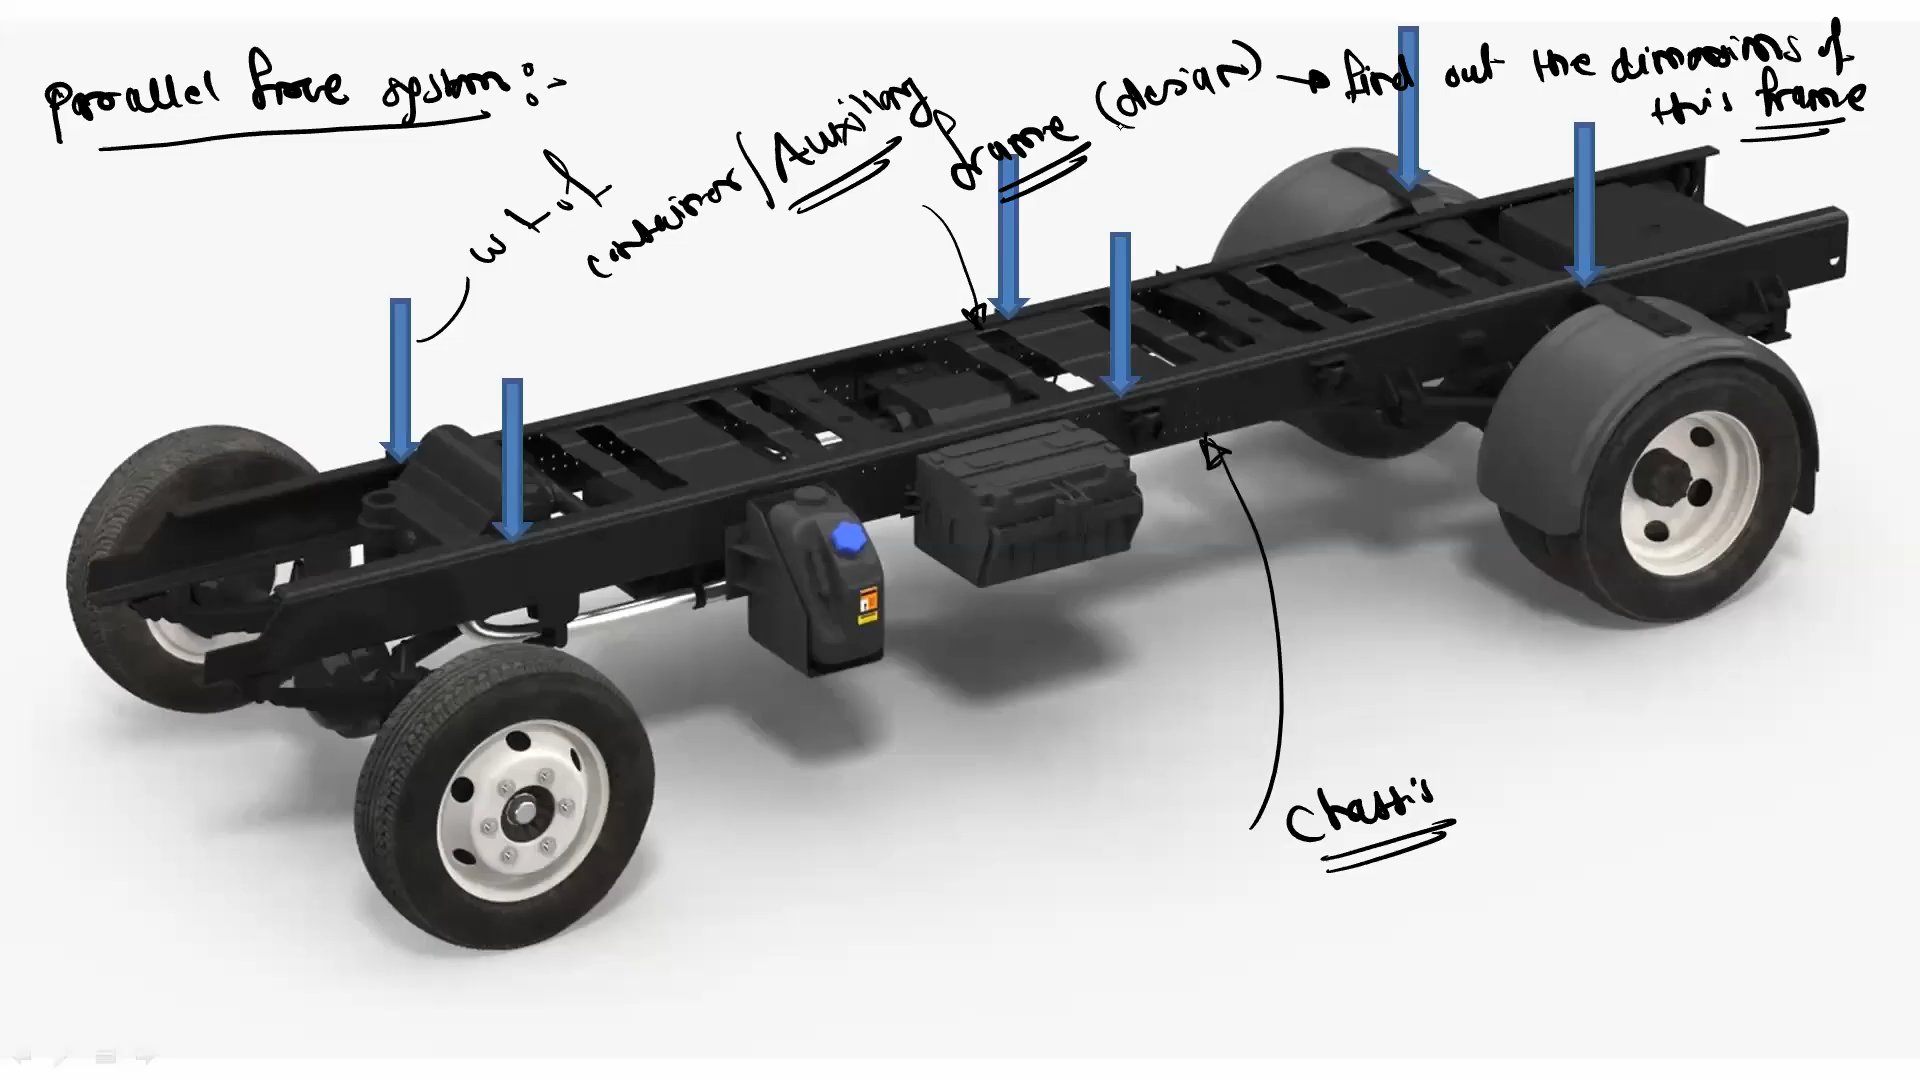 Parallel force system :-
wt. of
container / Auxiliary
frame (design) → find out the dimensions of
this frame
Chassis